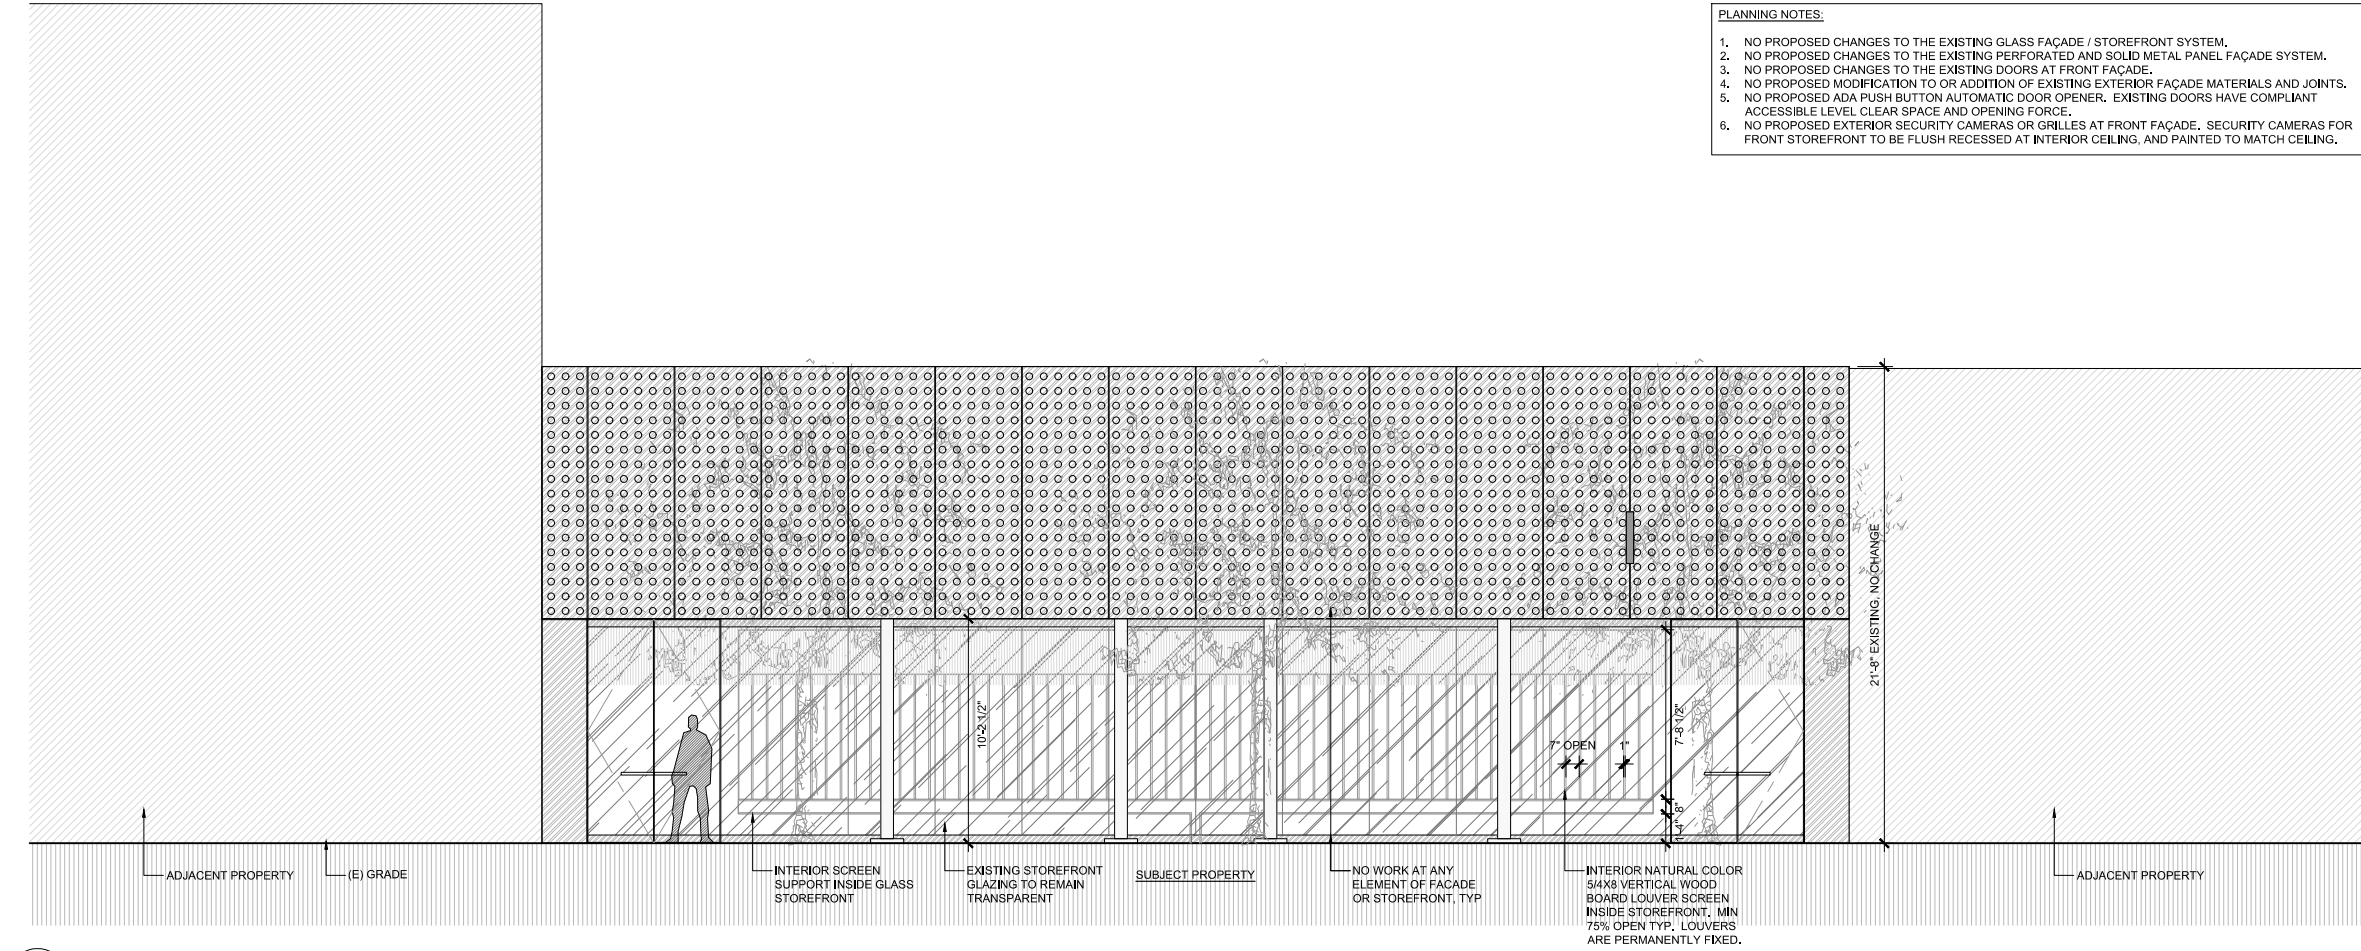 PLANNING NOTES:
1. NO PROPOSED CHANGES TO THE EXISTING GLASS FAÇADE / STOREFRONT SYSTEM.
2. NO PROPOSED CHANGES TO THE EXISTING PERFORATED AND SOLID METAL PANEL FAÇADE SYSTEM.
3. NO PROPOSED CHANGES TO THE EXISTING DOORS AT FRONT FAÇADE.
4. NO PROPOSED MODIFICATION TO OR ADDITION OF EXISTING EXTERIOR FAÇADE MATERIALS AND JOINTS.
5. NO PROPOSED ADA PUSH BUTTON AUTOMATIC DOOR OPENER. EXISTING DOORS HAVE COMPLIANT
ACCESSIBLE LEVEL CLEAR SPACE AND OPENING FORCE.
6. NO PROPOSED EXTERIOR SECURITY CAMERAS OR GRILLES AT FRONT FAÇADE. SECURITY CAMERAS FOR
FRONT STOREFRONT TO BE FLUSH RECESSED AT INTERIOR CEILING, AND PAINTED TO MATCH CEILING.
21'-8" EXISTING, NO CHANGE
10'-2 1/2"
7" OPEN
1"
7'-8 1/2"
8"
1'-4"
ADJACENT PROPERTY
(E) GRADE
INTERIOR SCREEN
SUPPORT INSIDE GLASS
STOREFRONT
EXISTING STOREFRONT
GLAZING TO REMAIN
TRANSPARENT
SUBJECT PROPERTY
NO WORK AT ANY
ELEMENT OF FACADE
OR STOREFRONT, TYP
INTERIOR NATURAL COLOR
5/4X8 VERTICAL WOOD
BOARD LOUVER SCREEN
INSIDE STOREFRONT. MIN
75% OPEN TYP. LOUVERS
ARE PERMANENTLY FIXED.
ADJACENT PROPERTY